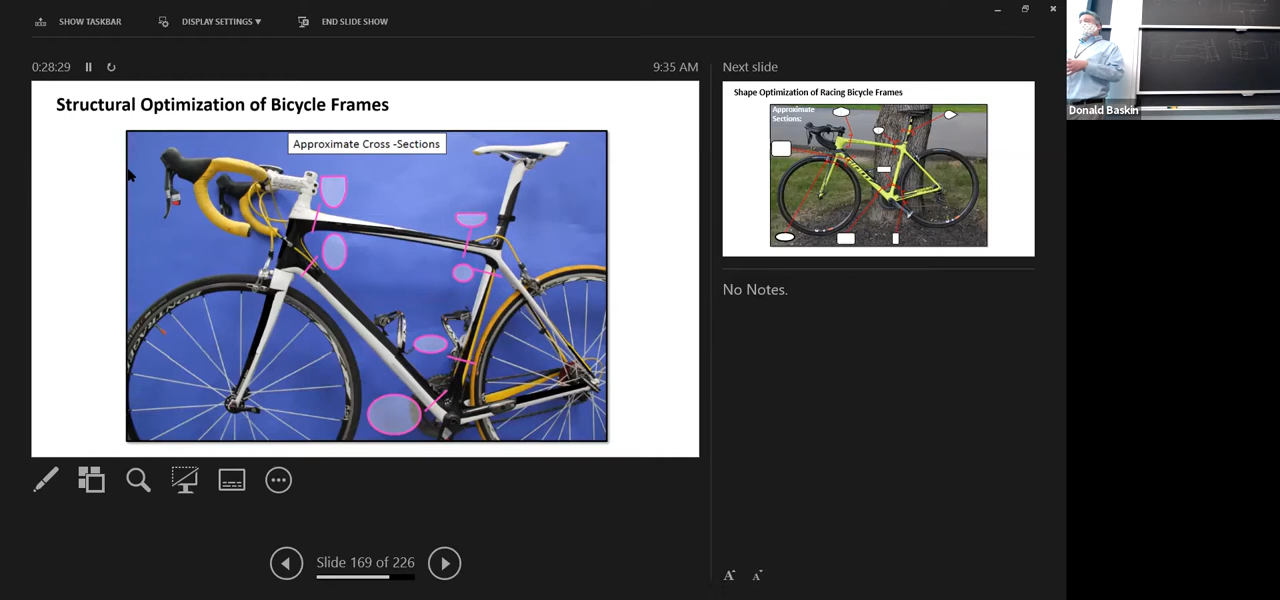 SHOW TASKBAR
DISPLAY SETTINGS ▼
END SLIDE SHOW
0:28:29
9:35 AM
Structural Optimization of Bicycle Frames
Approximate Cross -Sections
Slide 169 of 226
Next slide
Shape Optimization of Racing Bicycle Frames
Approximate
Sections:
GIANT
No Notes.
A A
Donald Baskin